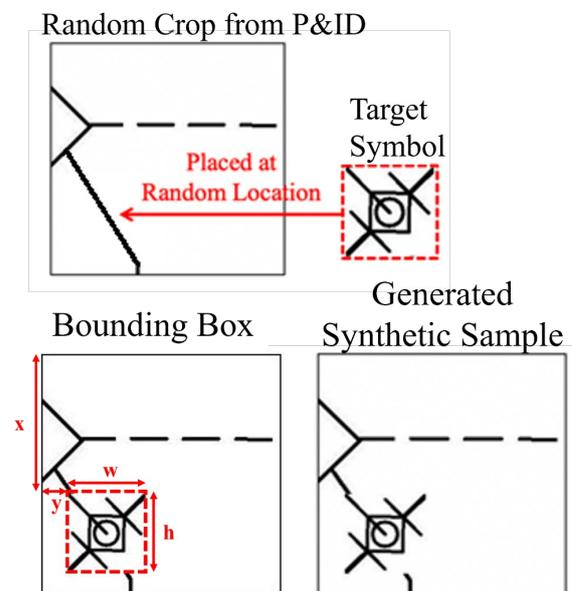 Random Crop from P&ID
Target
Symbol
Placed at
Random Location
Generated
Bounding Box
Synthetic Sample
x
w
y
h